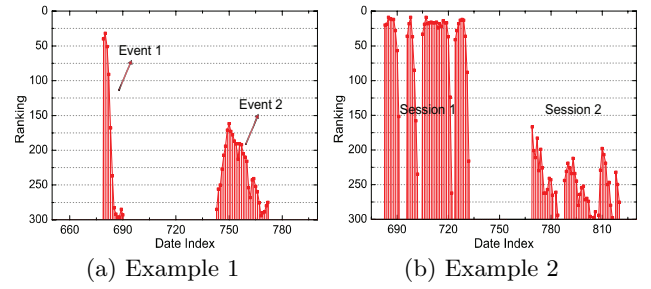 0
50
100
150
200
250
300
Ranking
Event 1
Event 2
660
690
720
750
780
Date Index
(a) Example 1
0
50
100
150
200
250
300
Ranking
Session 1
Session 2
690
720
750
780
810
Date Index
(b) Example 2